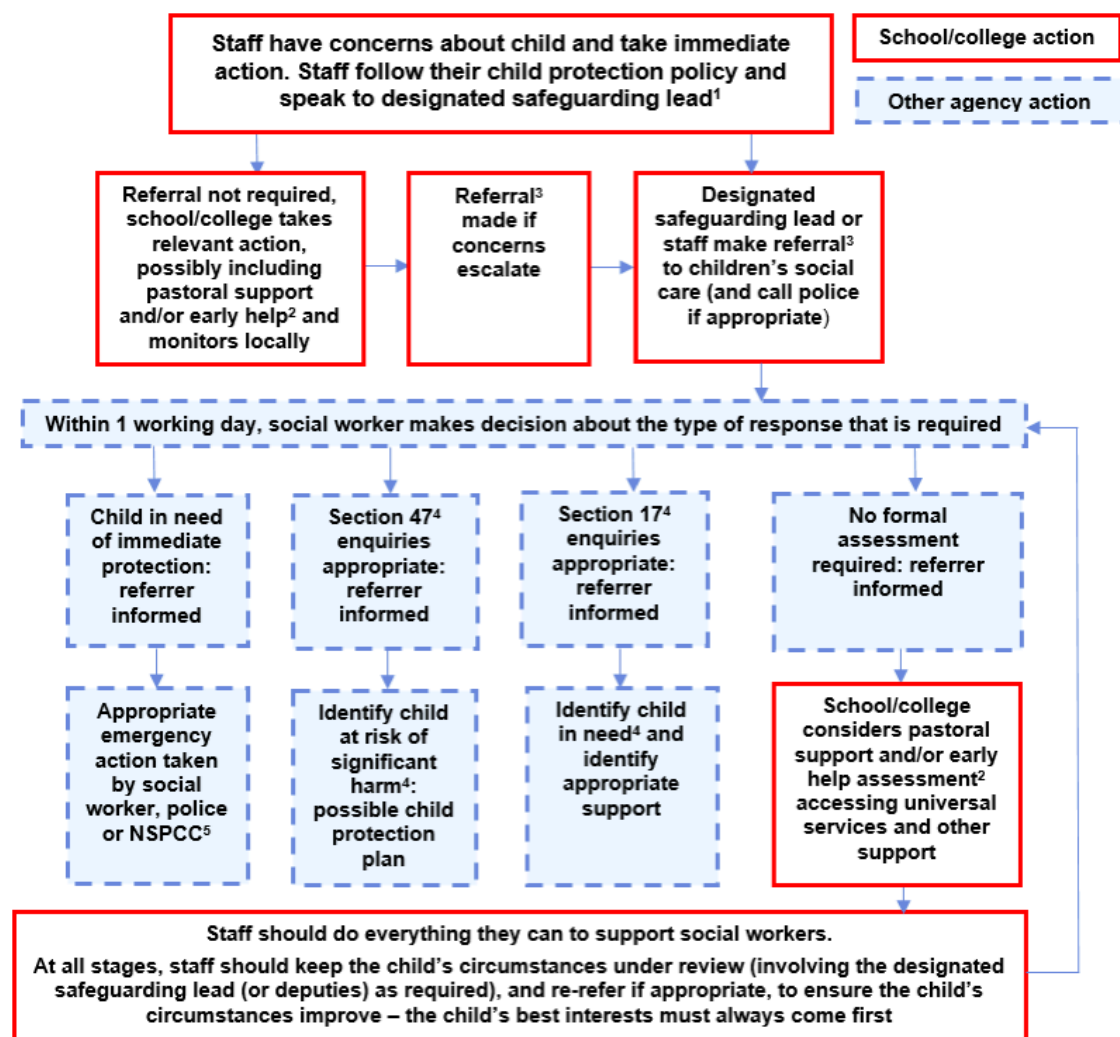 Staff have concerns about child and take immediate
action. Staff follow their child protection policy and
speak to designated safeguarding lead¹
School/college action
Other agency action
Referral not required,
school/college takes
relevant action,
possibly including
pastoral support
and/or early help² and
monitors locally
Referral³
made if
concerns
escalate
Designated
safeguarding lead or
staff make referral³
to children's social
care (and call police
if appropriate)
Within 1 working day, social worker makes decision about the type of response that is required
Child in need
of immediate
protection:
referrer
informed
Section 47⁴
enquiries
appropriate:
referrer
informed
Section 17⁴
enquiries
appropriate:
referrer
informed
No formal
assessment
required: referrer
informed
Appropriate
emergency
action taken
by social
worker, police
or NSPCC⁵
Identify child
at risk of
significant
harm⁴:
possible child
protection
plan
Identify child
in need⁴ and
identify
appropriate
support
School/college
considers pastoral
support and/or early
help assessment²
accessing universal
services and other
support
Staff should do everything they can to support social workers.
At all stages, staff should keep the child's circumstances under review (involving the designated
safeguarding lead (or deputies) as required), and re-refer if appropriate, to ensure the child's
circumstances improve – the child's best interests must always come first